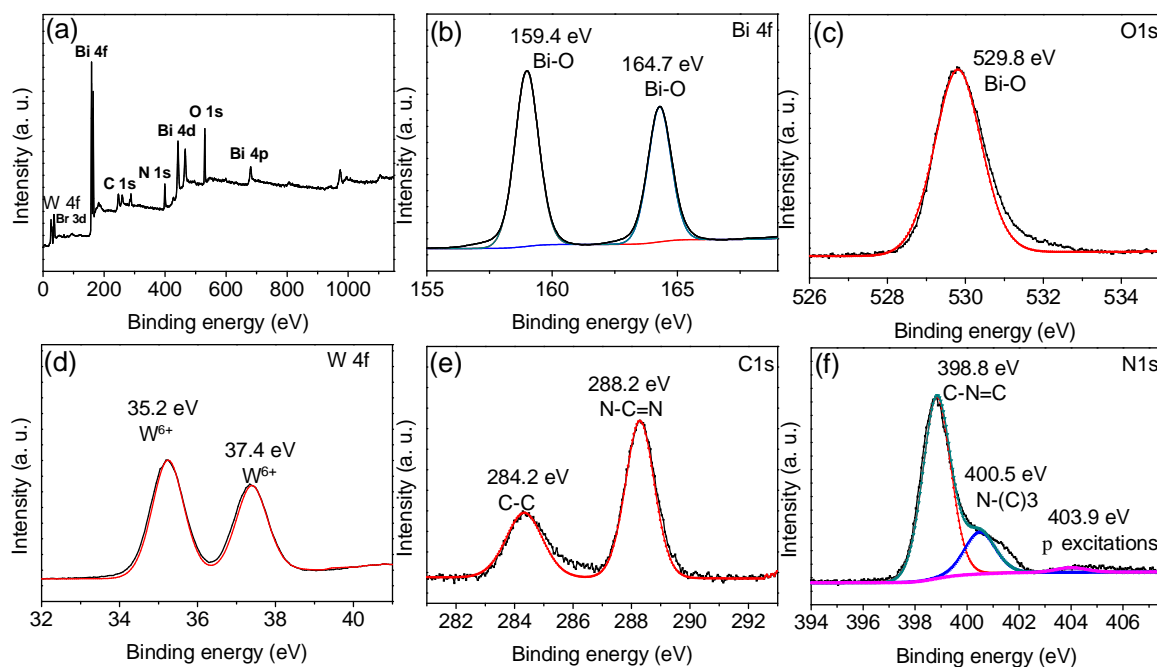 (a)
Bi 4f
W 4f
Br 3d
C 1s
N 1s
Bi 4d
O 1s
Bi 4p
Intensity (a. u.)
0 200 400 600 800 1000
Binding energy (eV)
(b)
Bi 4f
159.4 eV
Bi-O
164.7 eV
Bi-O
Intensity (a. u.)
155 160 165
Binding energy (eV)
(c)
O1s
529.8 eV
Bi-O
Intensity (a. u.)
526 528 530 532 534
Binding energy (eV)
(d)
W 4f
35.2 eV
W⁶⁺
37.4 eV
W⁶⁺
Intensity (a. u.)
32 34 36 38 40
Binding energy (eV)
(e)
C1s
284.2 eV
C-C
288.2 eV
N-C=N
Intensity (a. u.)
282 284 286 288 290 292
Binding energy (eV)
(f)
N1s
398.8 eV
C-N=C
400.5 eV
N-(C)3
403.9 eV
p excitations
Intensity (a. u.)
394 396 398 400 402 404 406
Binding energy (eV)